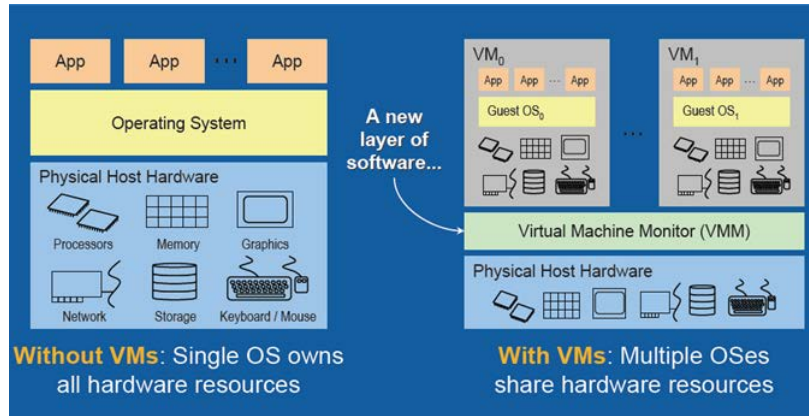 App App ... App
Operating System
Physical Host Hardware
Processors Memory Graphics
Network Storage Keyboard / Mouse
Without VMs: Single OS owns
all hardware resources
A new
layer of
software...
VM0
App App ... App
Guest OS0
...
VM1
App App ... App
Guest OS1
Virtual Machine Monitor (VMM)
Physical Host Hardware
With VMs: Multiple OSes
share hardware resources